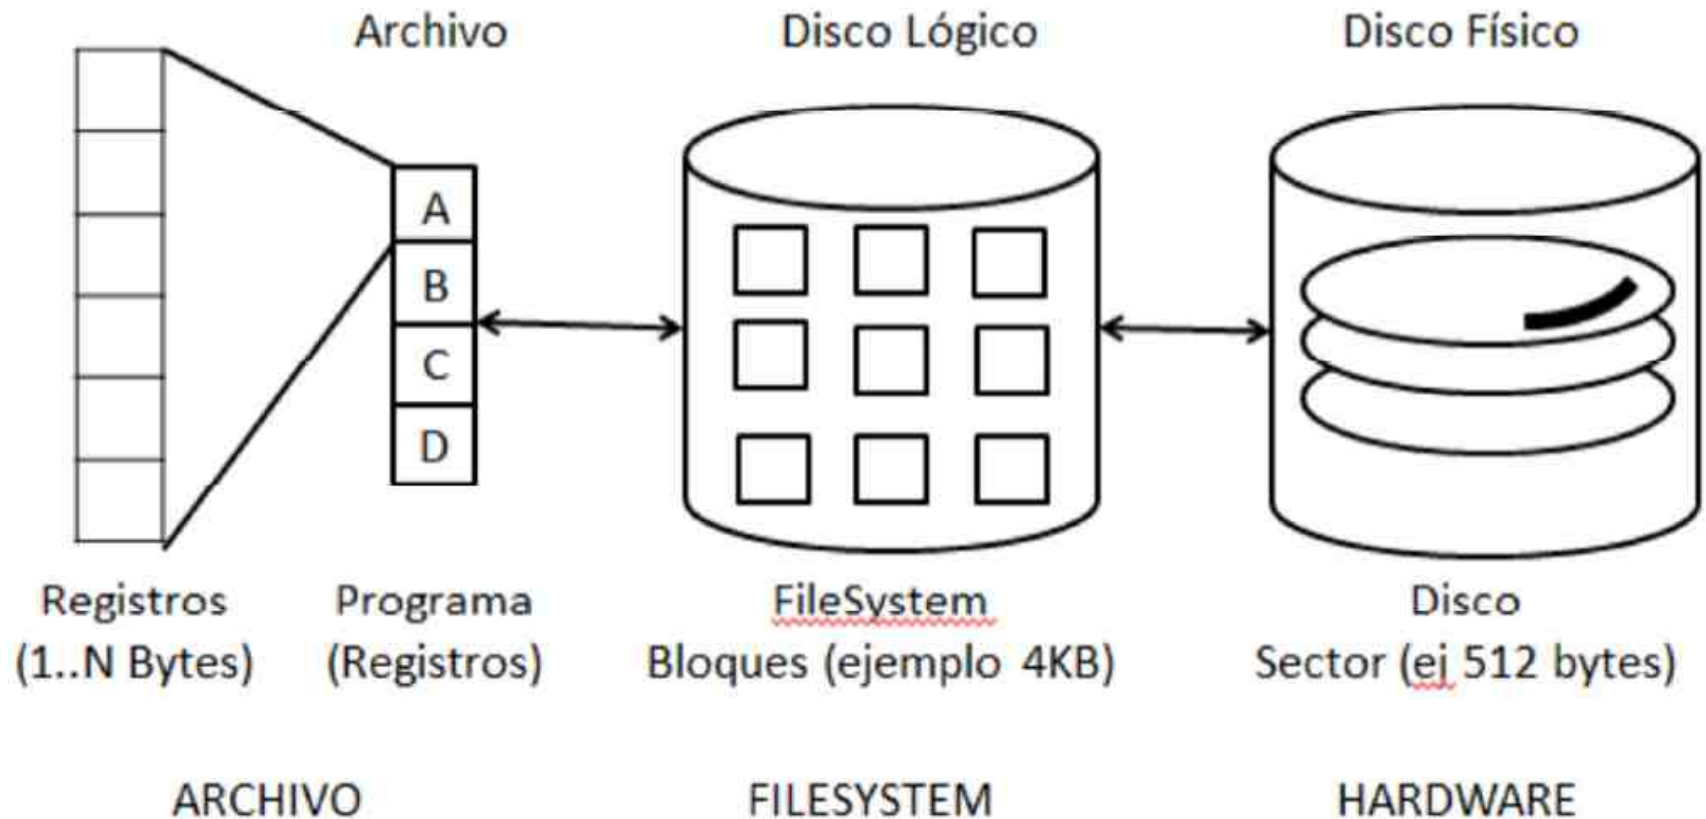 Archivo
Disco Lógico
Disco Físico
A
B
C
D
Registros
(1..N Bytes)
Programa
(Registros)
FileSystem
Bloques (ejemplo 4KB)
Disco
Sector (ej 512 bytes)
ARCHIVO
FILESYSTEM
HARDWARE